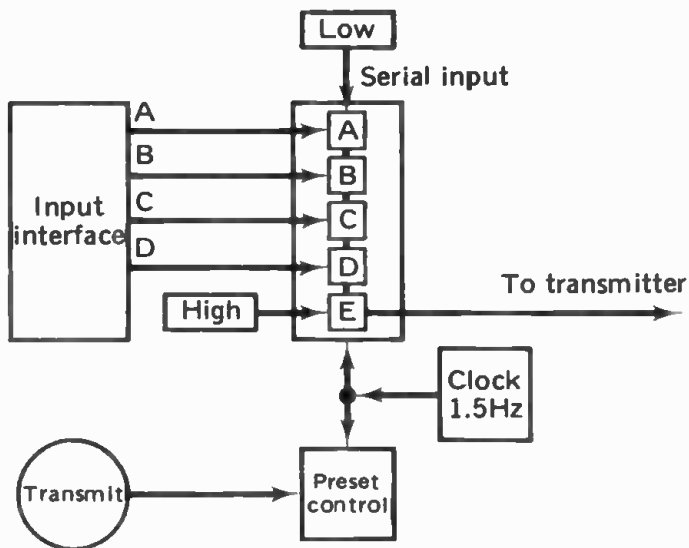 Low
Serial input
A
A
B
B
C
C
D
D
Input
interface
High
E
To transmitter
Clock
1.5Hz
Transmit
Preset
control